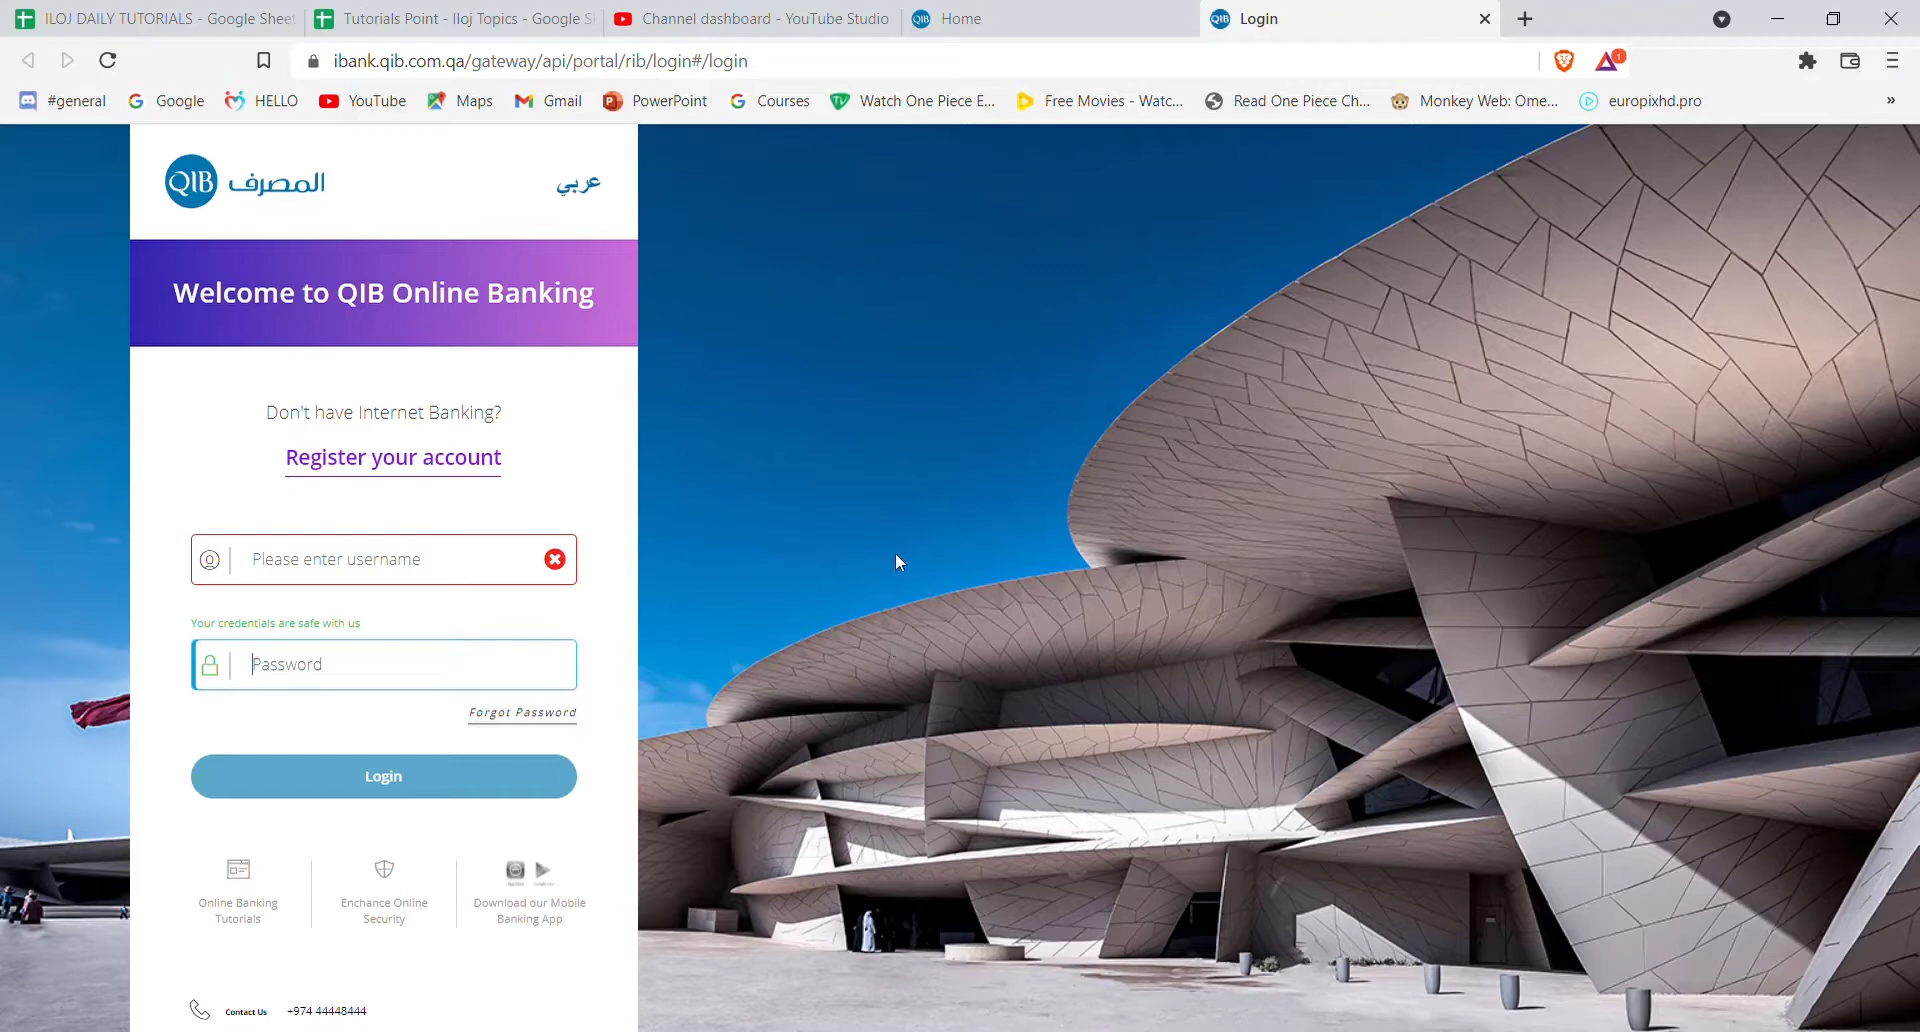 ILOJ DAILY TUTORIALS - Google Sheet
Tutorials Point - Iloj Topics - Google S
Channel dashboard - YouTube Studio
QIB Home
QIB Login
ibank.qib.com.qa/gateway/api/portal/rib/login#/login
1
#general
Google
HELLO
YouTube
Maps
Gmail
PowerPoint
Courses
Watch One Piece E...
Free Movies - Watc...
Read One Piece Ch...
Monkey Web: Ome...
europixhd.pro
»
QIB المصرف
عربي
Welcome to QIB Online Banking
Don't have Internet Banking?
Register your account
Please enter username
Your credentials are safe with us
Password
Forgot Password
Login
Online Banking
Tutorials
Enchance Online
Security
Download our Mobile
Banking App
Contact Us
+974 44448444